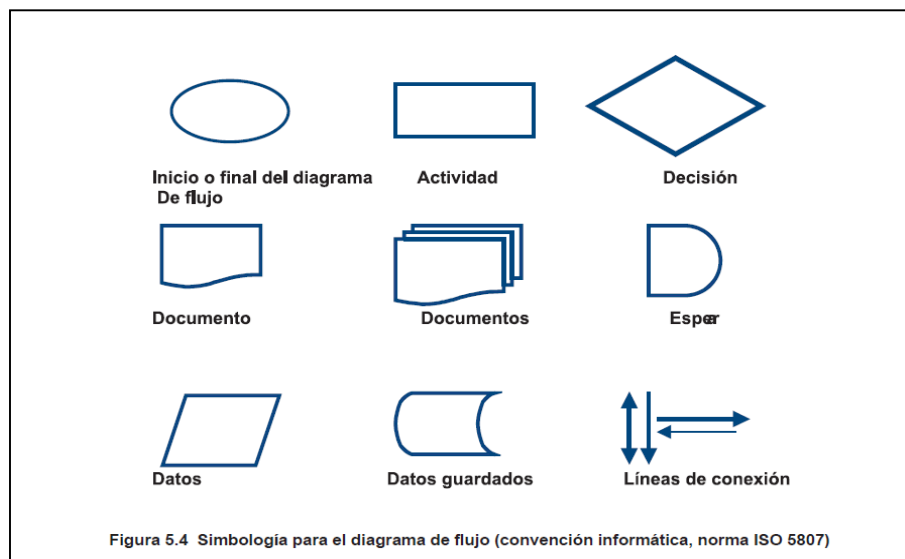 Inicio o final del diagrama
De flujo
Actividad
Decisión
Documento
Documentos
Esperar
Datos
Datos guardados
Líneas de conexión
Figura 5.4 Simbología para el diagrama de flujo (convención informática, norma ISO 5807)